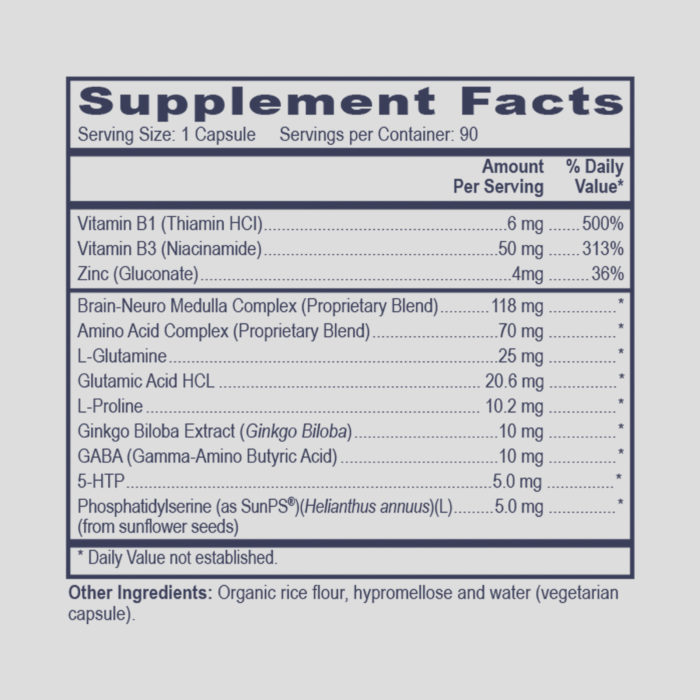 Supplement Facts
Serving Size: 1 Capsule Servings per Container: 90
Amount Per Serving % Daily Value*
Vitamin B1 (Thiamin HCl)..........6 mg.......500%
Vitamin B3 (Niacinamide)..........50 mg.......313%
Zinc (Gluconate)..........4mg.........36%
Brain-Neuro Medulla Complex (Proprietary Blend)..........118 mg...............*
Amino Acid Complex (Proprietary Blend)..........70 mg...............*
L-Glutamine..........25 mg...............*
Glutamic Acid HCL..........20.6 mg...............*
L-Proline..........10.2 mg...............*
Ginkgo Biloba Extract (Ginkgo Biloba)..........10 mg...............*
GABA (Gamma-Amino Butyric Acid)..........10 mg...............*
5-HTP..........5.0 mg...............*
Phosphatidylserine (as SunPS®)(Helianthus annuus)(L)........5.0 mg...............*
(from sunflower seeds)
* Daily Value not established.
Other Ingredients: Organic rice flour, hypromellose and water (vegetarian
capsule).